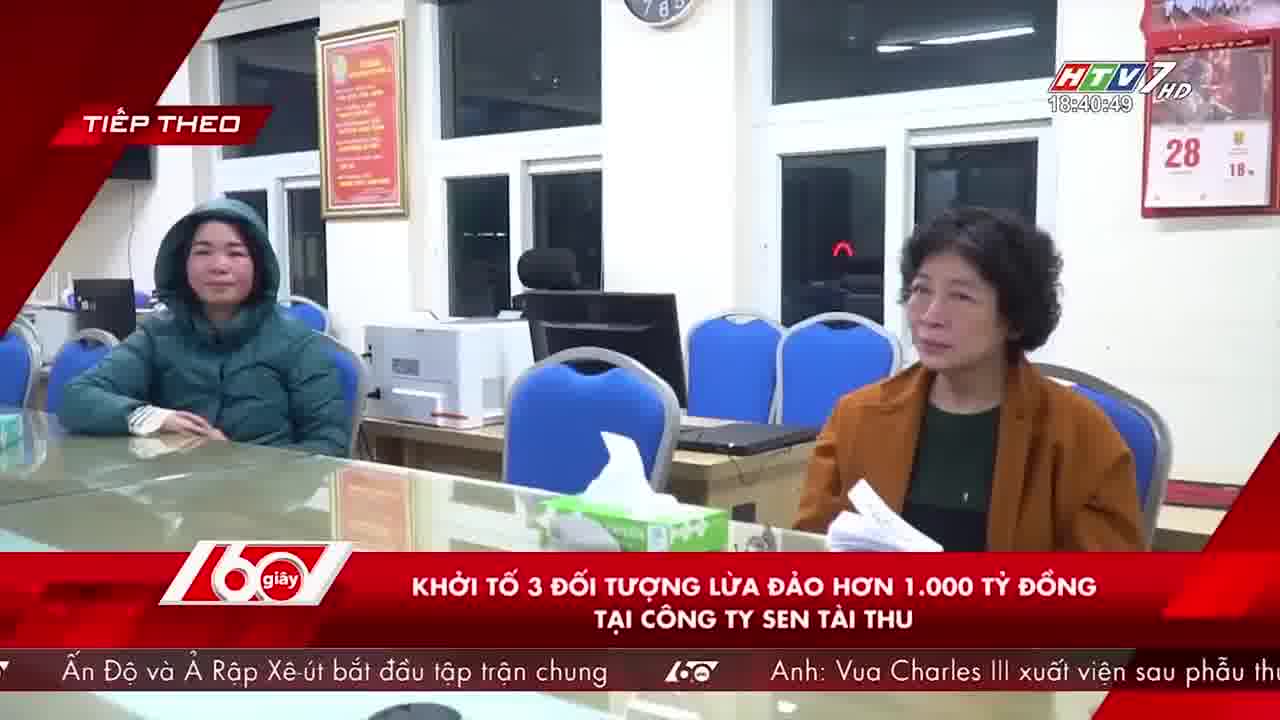 TIẾP THEO
HTV7 HD
18:40:49
28
18
60 giây
KHỞI TỐ 3 ĐỐI TƯỢNG LỪA ĐẢO HƠN 1.000 TỶ ĐỒNG
TẠI CÔNG TY SEN TÀI THU
Ấn Độ và Ả Rập Xê-út bắt đầu tập trận chung
60
Anh: Vua Charles III xuất viện sau phẫu thu